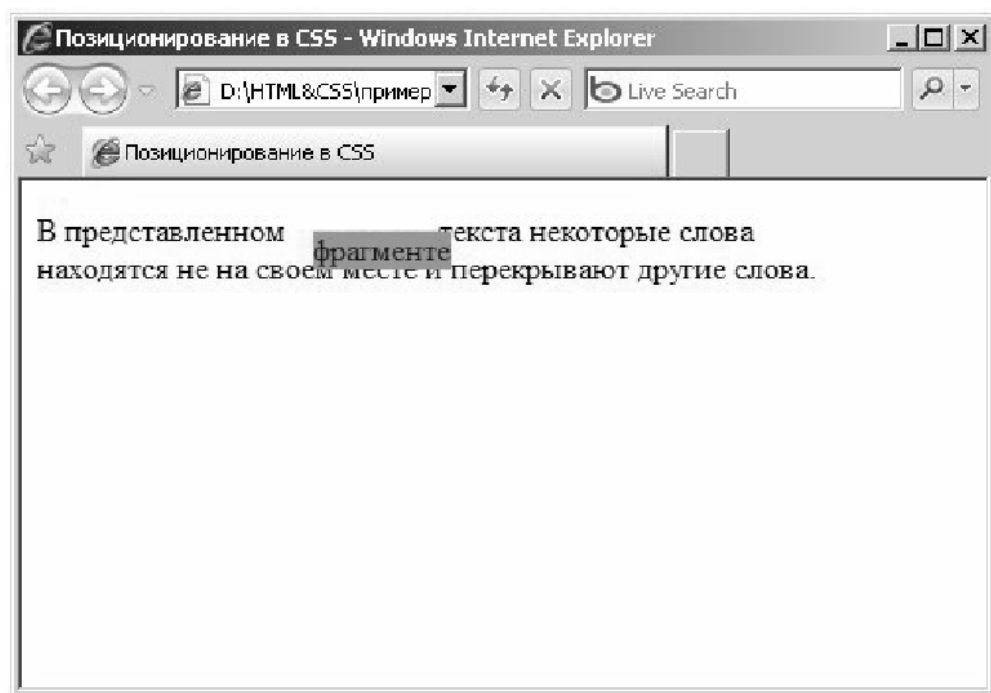 Позиционирование в CSS - Windows Internet Explorer
D:\HTML&CSS\пример
Live Search
Позиционирование в CSS
В представленном текста некоторые слова
фрагменте
находятся не на своем месте и перекрывают другие слова.